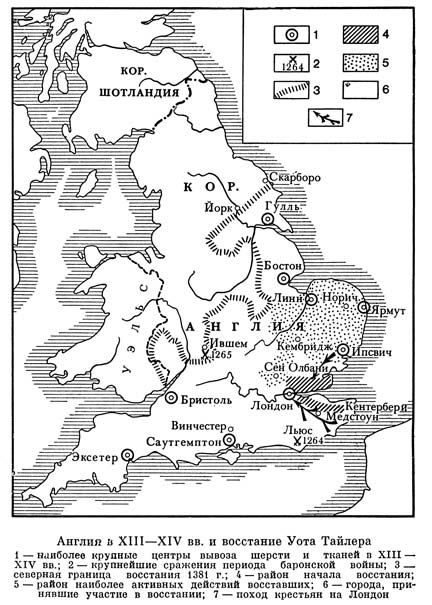 1
4
1264
2
5
3
6
7
КОР.
ШОТЛАНДИЯ
Скарборо
КОР.
Йорк
Гулль
Бостон
Линн
Норич
Ярмут
УЭЛЬС
АНГЛИЯ
Ившем
1265
Кембридж
Ипсвич
Сен Олбани
Бристоль
Лондон
Кентербери
Медстоун
Винчестер
Льюс
1264
Саутгемптон
Эксетер
Англия в XIII—XIV вв. и восстание Уота Тайлера
1 — наиболее крупные центры вывоза шерсти и тканей в XIII —
XIV вв.; 2 — крупнейшие сражения периода баронской войны; 3 —
северная граница восстания 1381 г.; 4 — район начала восстания;
5 — район наиболее активных действий восставших; 6 — города, при-
нявшие участие в восстании; 7 — поход крестьян на Лондон